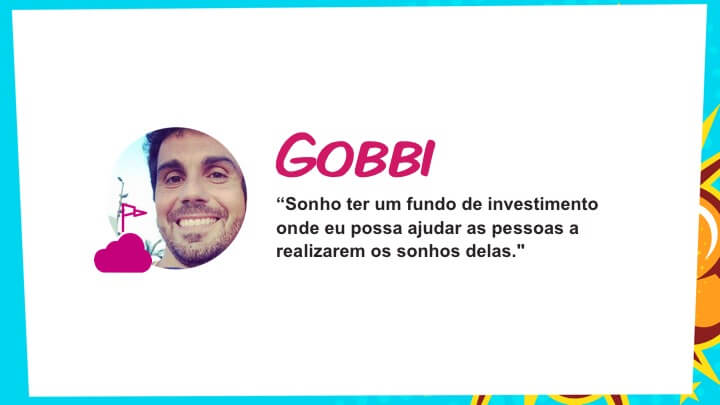 GOBBI
“Sonho ter um fundo de investimento
onde eu possa ajudar as pessoas a
realizarem os sonhos delas."